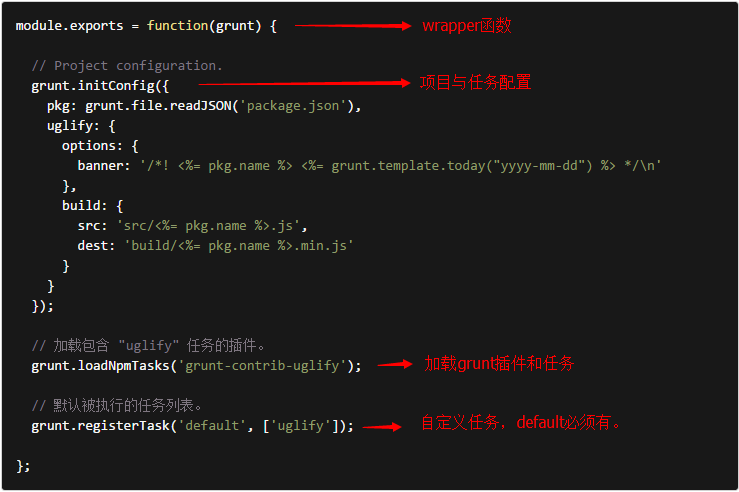 module.exports = function(grunt) { wrapper函数
// Project configuration.
grunt.initConfig({ 项目与任务配置
pkg: grunt.file.readJSON('package.json'),
uglify: {
options: {
banner: '/*! <%= pkg.name %> <%= grunt.template.today("yyyy-mm-dd") %> */\n'
},
build: {
src: 'src/<%= pkg.name %>.js',
dest: 'build/<%= pkg.name %>.min.js'
}
}
});
// 加载包含 "uglify" 任务的插件。
grunt.loadNpmTasks('grunt-contrib-uglify'); 加载grunt插件和任务
// 默认被执行的任务列表。
grunt.registerTask('default', ['uglify']); 自定义任务，default必须有。
};